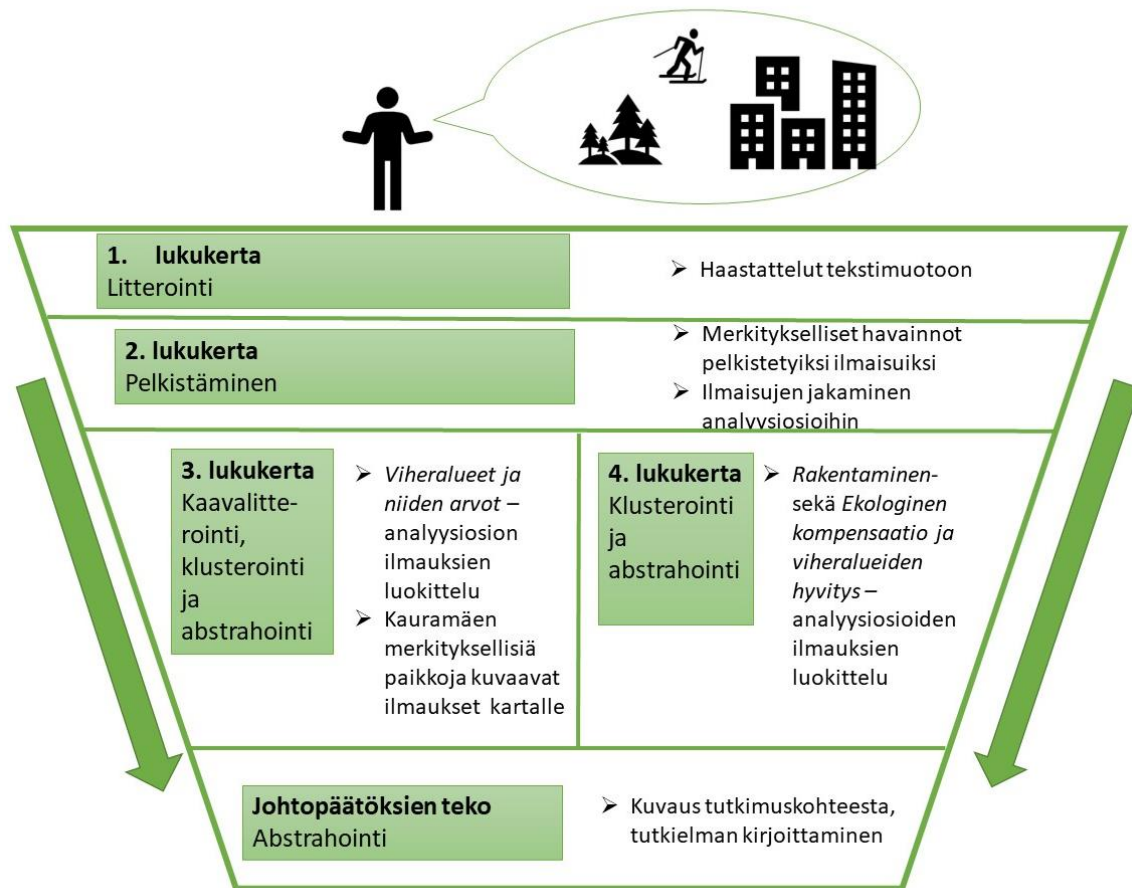 1. lukukerta
Litterointi
➢ Haastattelut tekstimuotoon
2. lukukerta
Pelkistäminen
➢ Merkitykselliset havainnot
pelkistetyiksi ilmaisuiksi
➢ Ilmaisujen jakaminen
analyysiosioihin
3. lukukerta
Kaavalitte-
rointi,
klusterointi
ja
abstrahointi
➢ Viheralueet ja
niiden arvot –
analyysiosion
ilmauksien
luokittelu
➢ Kauramäen
merkityksellisiä
paikkoja kuvaavat
ilmaukset kartalle
4. lukukerta
Klusterointi
ja
abstrahointi
➢ Rakentaminen-
sekä Ekologinen
kompensaatio ja
viheralueiden
hyvitys –
analyysiosioiden
ilmauksien
luokittelu
Johtopäätöksien teko
Abstrahointi
➢ Kuvaus tutkimuskohteesta,
tutkielman kirjoittaminen